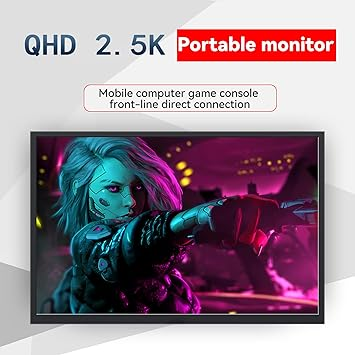 QHD 2.5K Portable monitor
Mobile computer game console
front-line direct connection